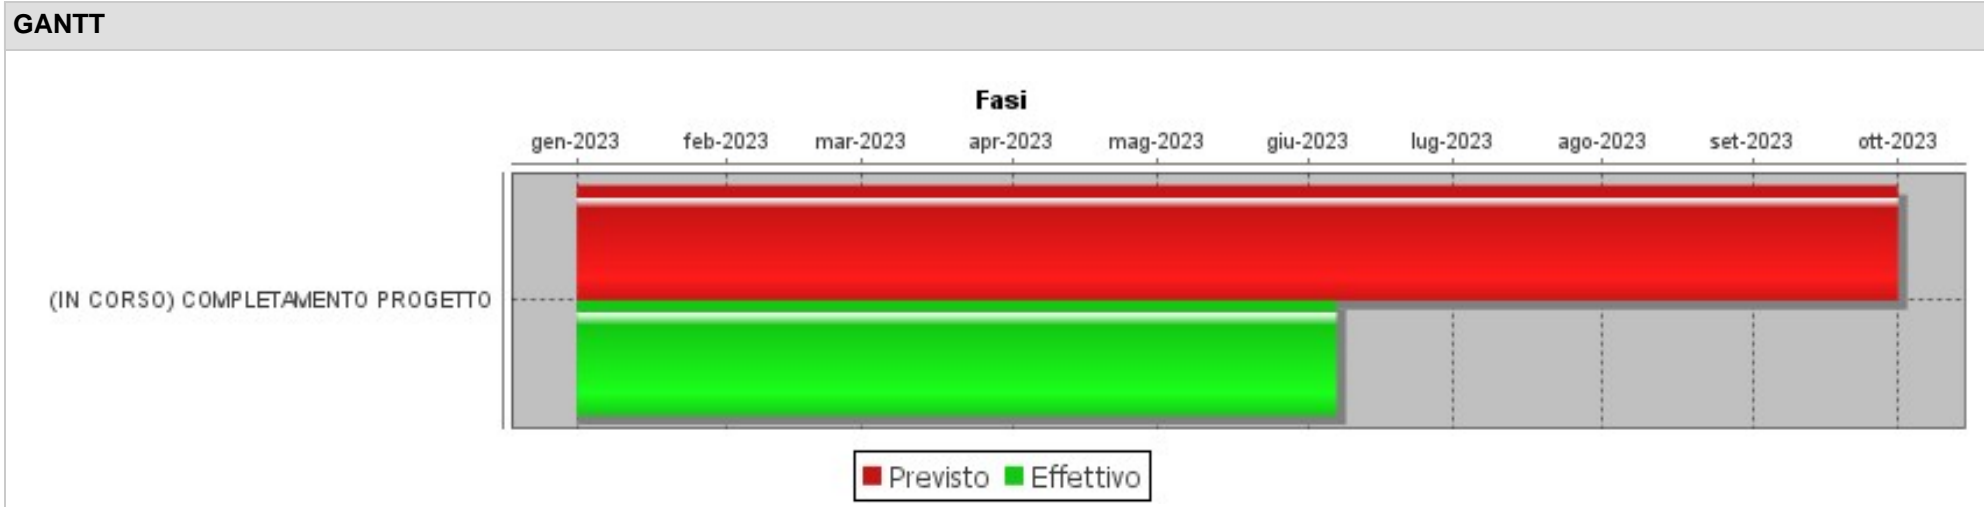 GANTT
Fasi
gen-2023 feb-2023 mar-2023 apr-2023 mag-2023 giu-2023 lug-2023 ago-2023 set-2023 ott-2023
(IN CORSO) COMPLETAMENTO PROGETTO
Previsto Effettivo